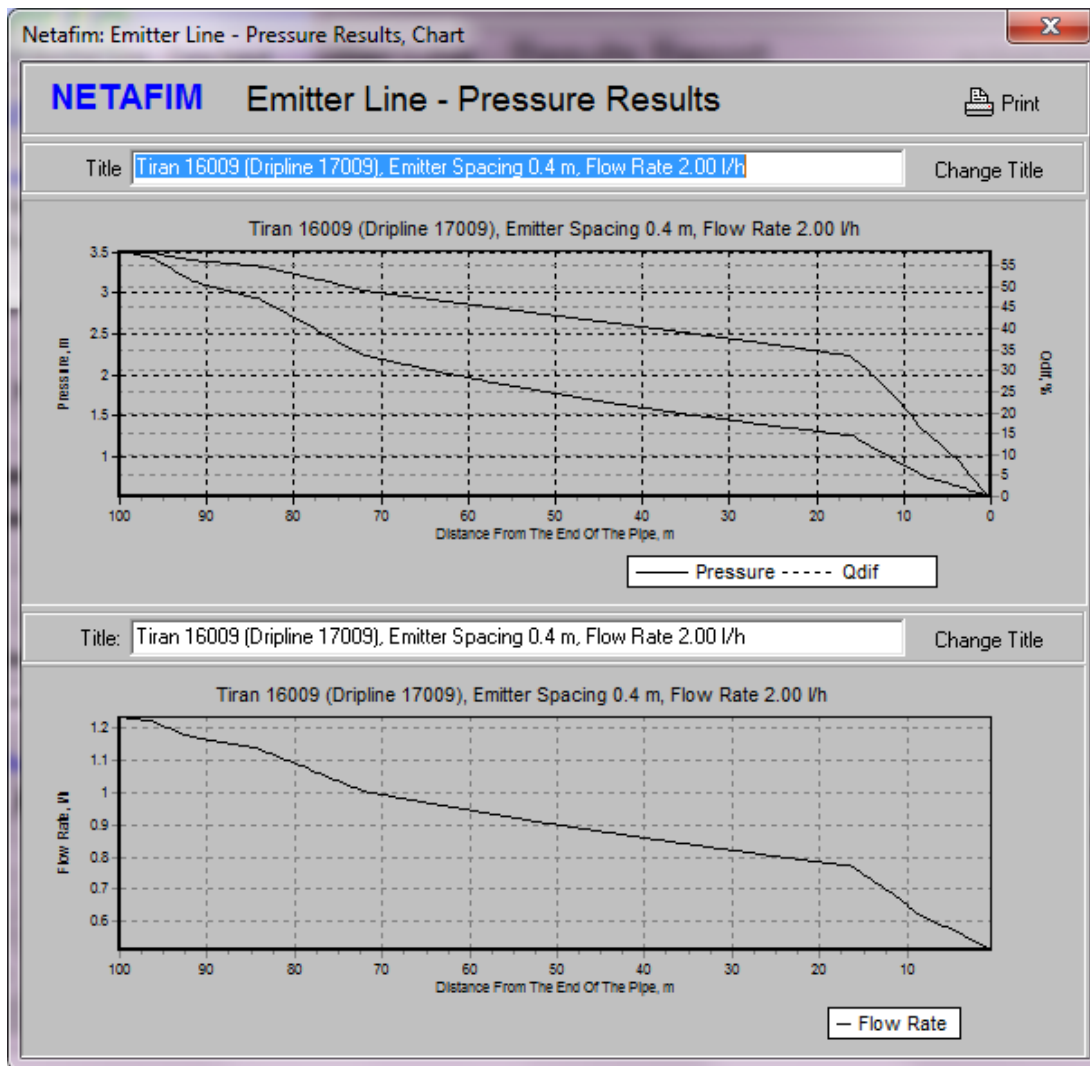 Netafim: Emitter Line - Pressure Results, Chart
NETAFIM Emitter Line - Pressure Results Print
Title Tiran 16009 (Dripline 17009), Emitter Spacing 0.4 m, Flow Rate 2.00 l/h Change Title
Tiran 16009 (Dripline 17009), Emitter Spacing 0.4 m, Flow Rate 2.00 l/h
3.5
3
2.5
2
1.5
1
Pressure, m
55
50
45
40
35
30
25
20
15
10
5
0
Qdif, %
100 90 80 70 60 50 40 30 20 10 0
Distance From The End Of The Pipe, m
Pressure Qdif
Title: Tiran 16009 (Dripline 17009), Emitter Spacing 0.4 m, Flow Rate 2.00 l/h Change Title
Tiran 16009 (Dripline 17009), Emitter Spacing 0.4 m, Flow Rate 2.00 l/h
1.2
1.1
1
0.9
0.8
0.7
0.6
Flow Rate, l/h
100 90 80 70 60 50 40 30 20 10
Distance From The End Of The Pipe, m
Flow Rate